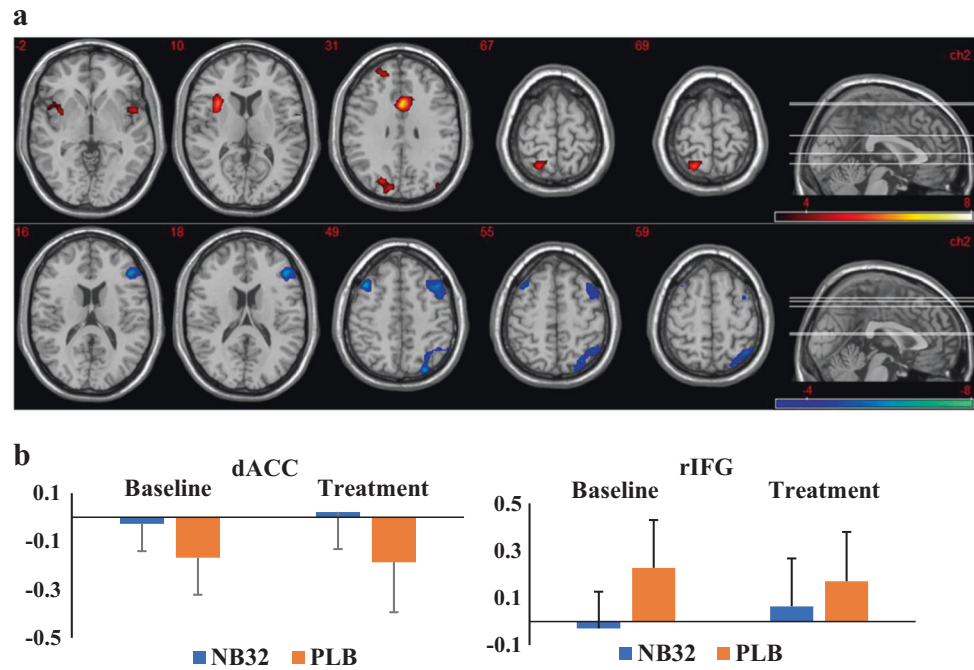 a
-2 10 31 67 69 ch2
4 8
16 18 49 55 59 ch2
-4 -8
b
dACC
Baseline Treatment
0.1
-0.1
-0.3
-0.5
NB32 PLB
rIFG
Baseline Treatment
0.5
0.3
0.1
-0.1
NB32 PLB